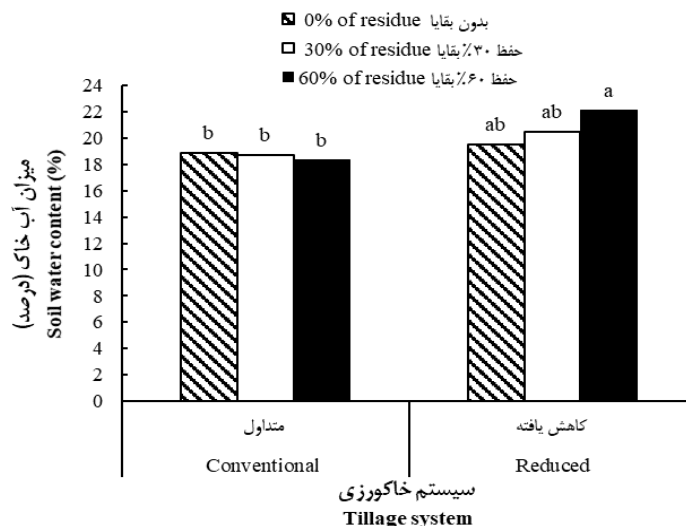 بدون بقایا 0% of residue
حفظ ۳۰٪ بقایا 30% of residue
حفظ ۶۰٪ بقایا 60% of residue
میزان آب خاک (درصد)
Soil water content (%)
24
22
20
18
16
14
12
10
8
6
4
2
0
b b b ab ab a
متداول کاهش یافته
Conventional Reduced
سیستم خاکورزی
Tillage system